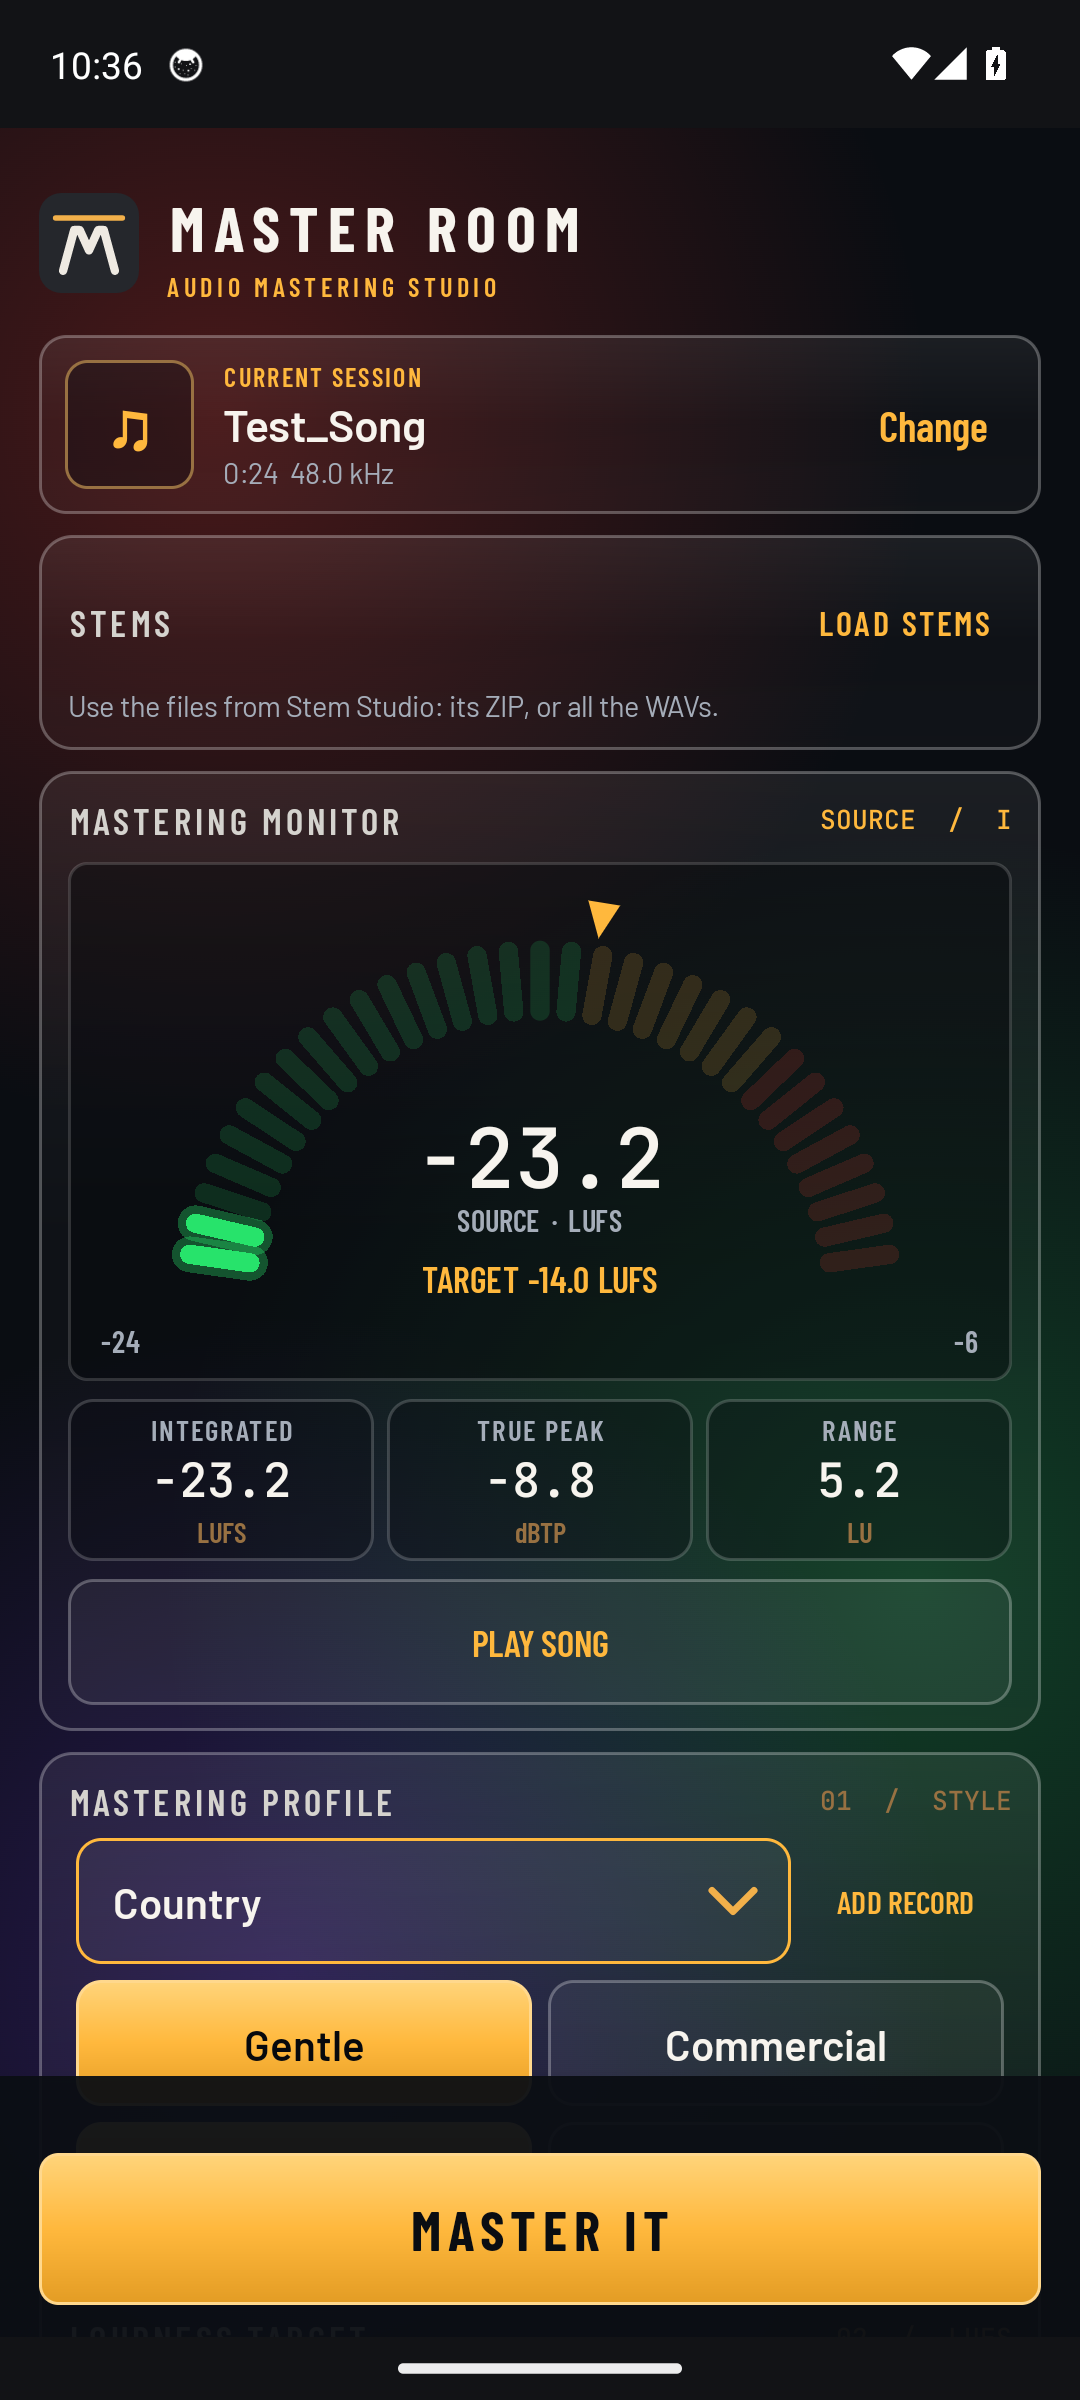 10:36
MASTER ROOM
AUDIO MASTERING STUDIO
CURRENT SESSION
Test_Song
Change
0:24 48.0 kHz
STEMS
LOAD STEMS
Use the files from Stem Studio: its ZIP, or all the WAVs.
MASTERING MONITOR
SOURCE / I
-23.2
SOURCE · LUFS
TARGET -14.0 LUFS
-24
-6
INTEGRATED
-23.2
LUFS
TRUE PEAK
-8.8
dBTP
RANGE
5.2
LU
PLAY SONG
MASTERING PROFILE
01 / STYLE
Country
ADD RECORD
Gentle
Commercial
MASTER IT
LOUDNESS TARGET